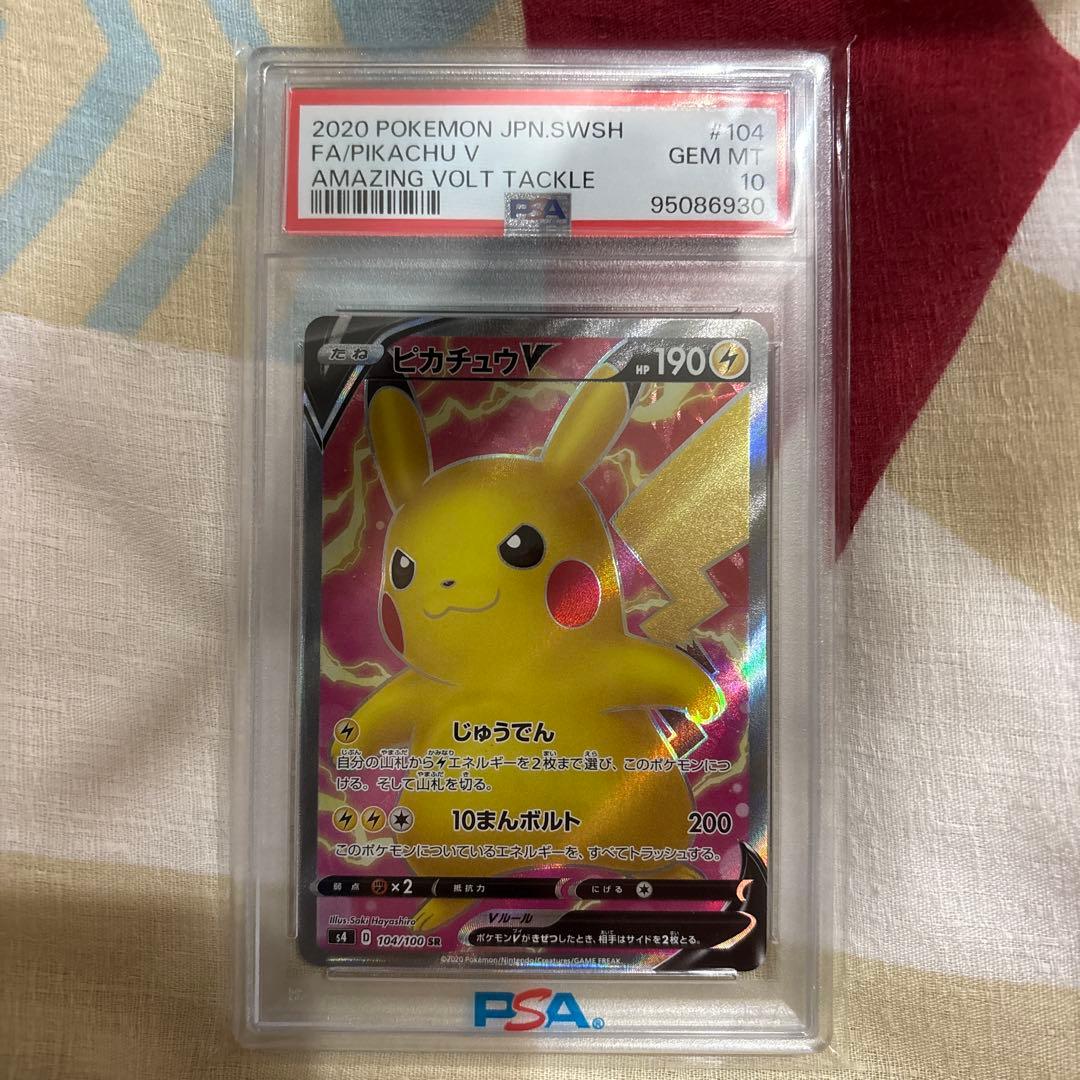 2020 POKEMON JPN.SWSH #104
FA/PIKACHU V GEM MT
AMAZING VOLT TACKLE 10
PSA 95086930
たね ピカチュウV HP 190
じゅうでん
自分の山札からエネルギーを2枚まで選び、このポケモンにつ
ける。そして山札を切る。
10まんボルト 200
このポケモンについているエネルギーを、すべてトラッシュする。
弱点 ×2 抵抗力 にげる
Illus.Saki Hayashiro Vルール
s4 D 104/100 SR ポケモンVがきぜつしたとき、相手はサイドを2枚とる。
©2020 Pokémon/Nintendo/Creatures/GAME FREAK.
PSA®